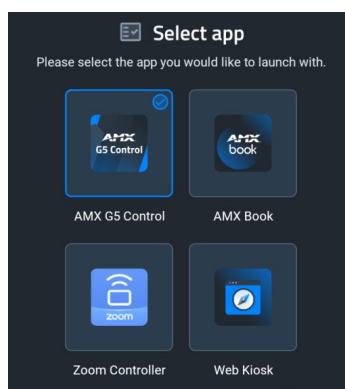 Select app
Please select the app you would like to launch with.
AMX
G5 Control
AMX
book
AMX G5 Control
AMX Book
zoom
Zoom Controller
Web Kiosk